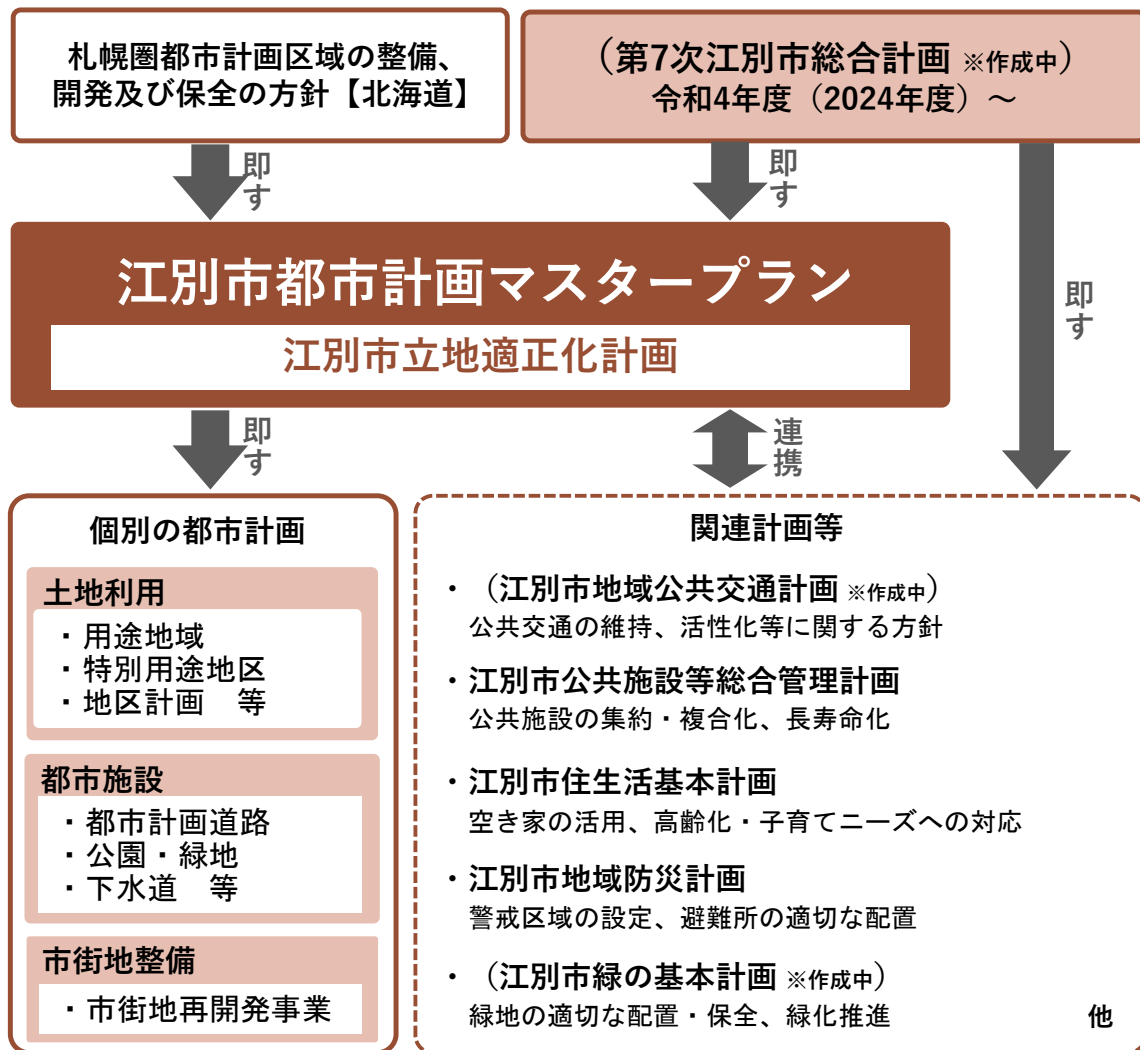 札幌圏都市計画区域の整備、
開発及び保全の方針【北海道】
（第7次江別市総合計画 ※作成中）
令和4年度（2024年度）～
即す
即す
即す
江別市都市計画マスタープラン
江別市立地適正化計画
即す
連携
個別の都市計画
土地利用
・用途地域
・特別用途地区
・地区計画　等
都市施設
・都市計画道路
・公園・緑地
・下水道　等
市街地整備
・市街地再開発事業
関連計画等
・（江別市地域公共交通計画 ※作成中）
公共交通の維持、活性化等に関する方針
・江別市公共施設等総合管理計画
公共施設の集約・複合化、長寿命化
・江別市住生活基本計画
空き家の活用、高齢化・子育てニーズへの対応
・江別市地域防災計画
警戒区域の設定、避難所の適切な配置
・（江別市緑の基本計画 ※作成中）
緑地の適切な配置・保全、緑化推進
他